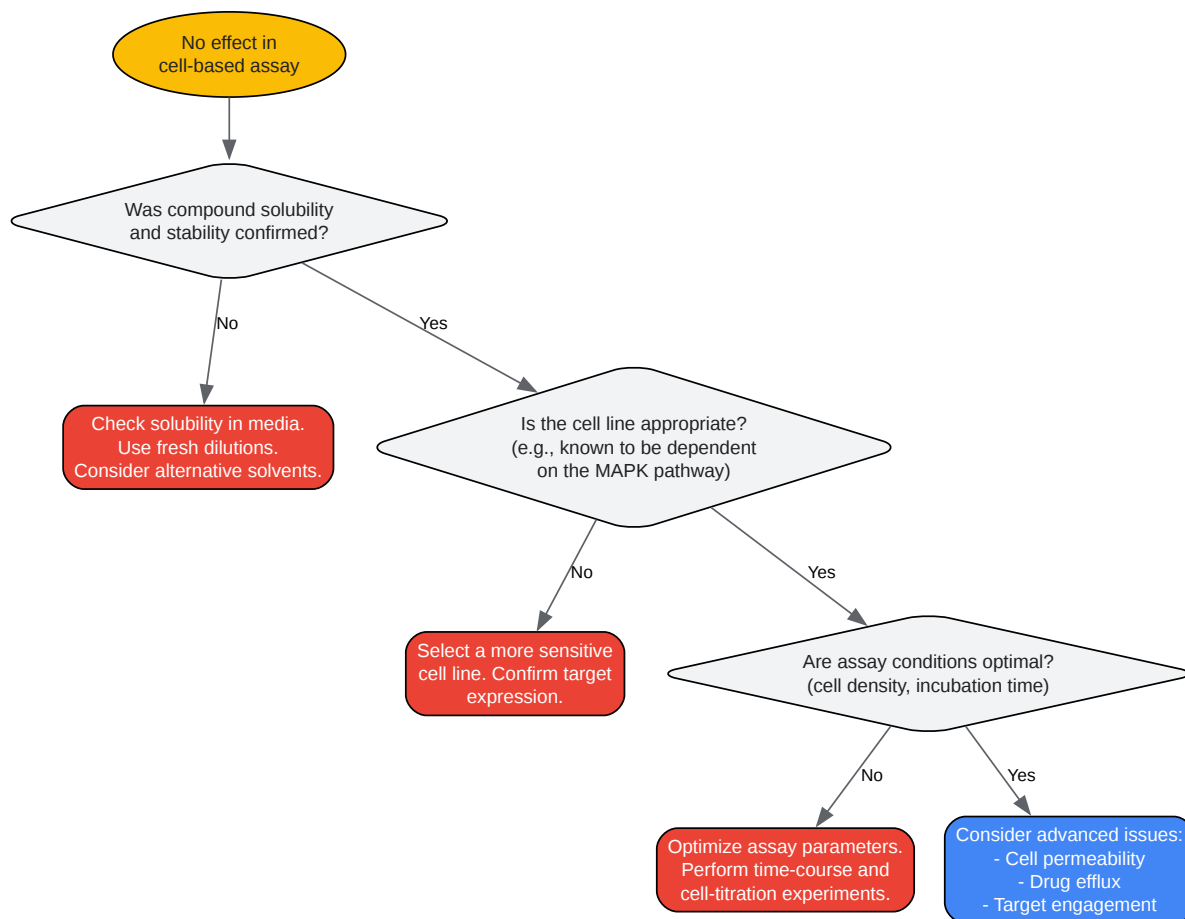 No effect in
cell-based assay
Was compound solubility
and stability confirmed?
No
Yes
Check solubility in media.
Use fresh dilutions.
Consider alternative solvents.
Is the cell line appropriate?
(e.g., known to be dependent
on the MAPK pathway)
No
Yes
Select a more sensitive
cell line. Confirm target
expression.
Are assay conditions optimal?
(cell density, incubation time)
No
Yes
Optimize assay parameters.
Perform time-course and
cell-titration experiments.
Consider advanced issues:
- Cell permeability
- Drug efflux
- Target engagement